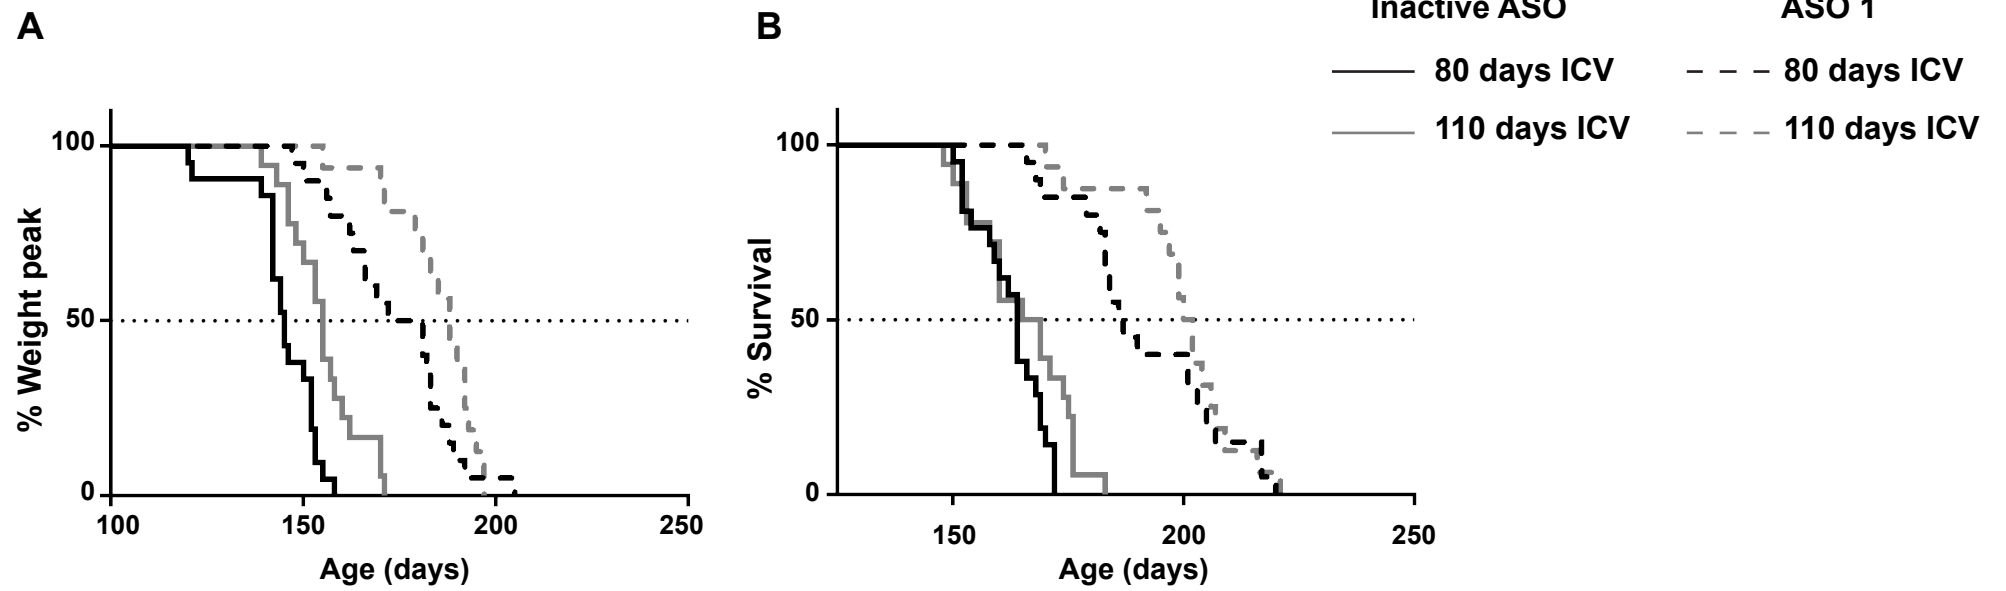 A
B
Inactive ASO
ASO 1
80 days ICV
80 days ICV
110 days ICV
110 days ICV
% Weight peak
100
50
0
100
150
200
250
Age (days)
% Survival
100
50
0
150
200
250
Age (days)